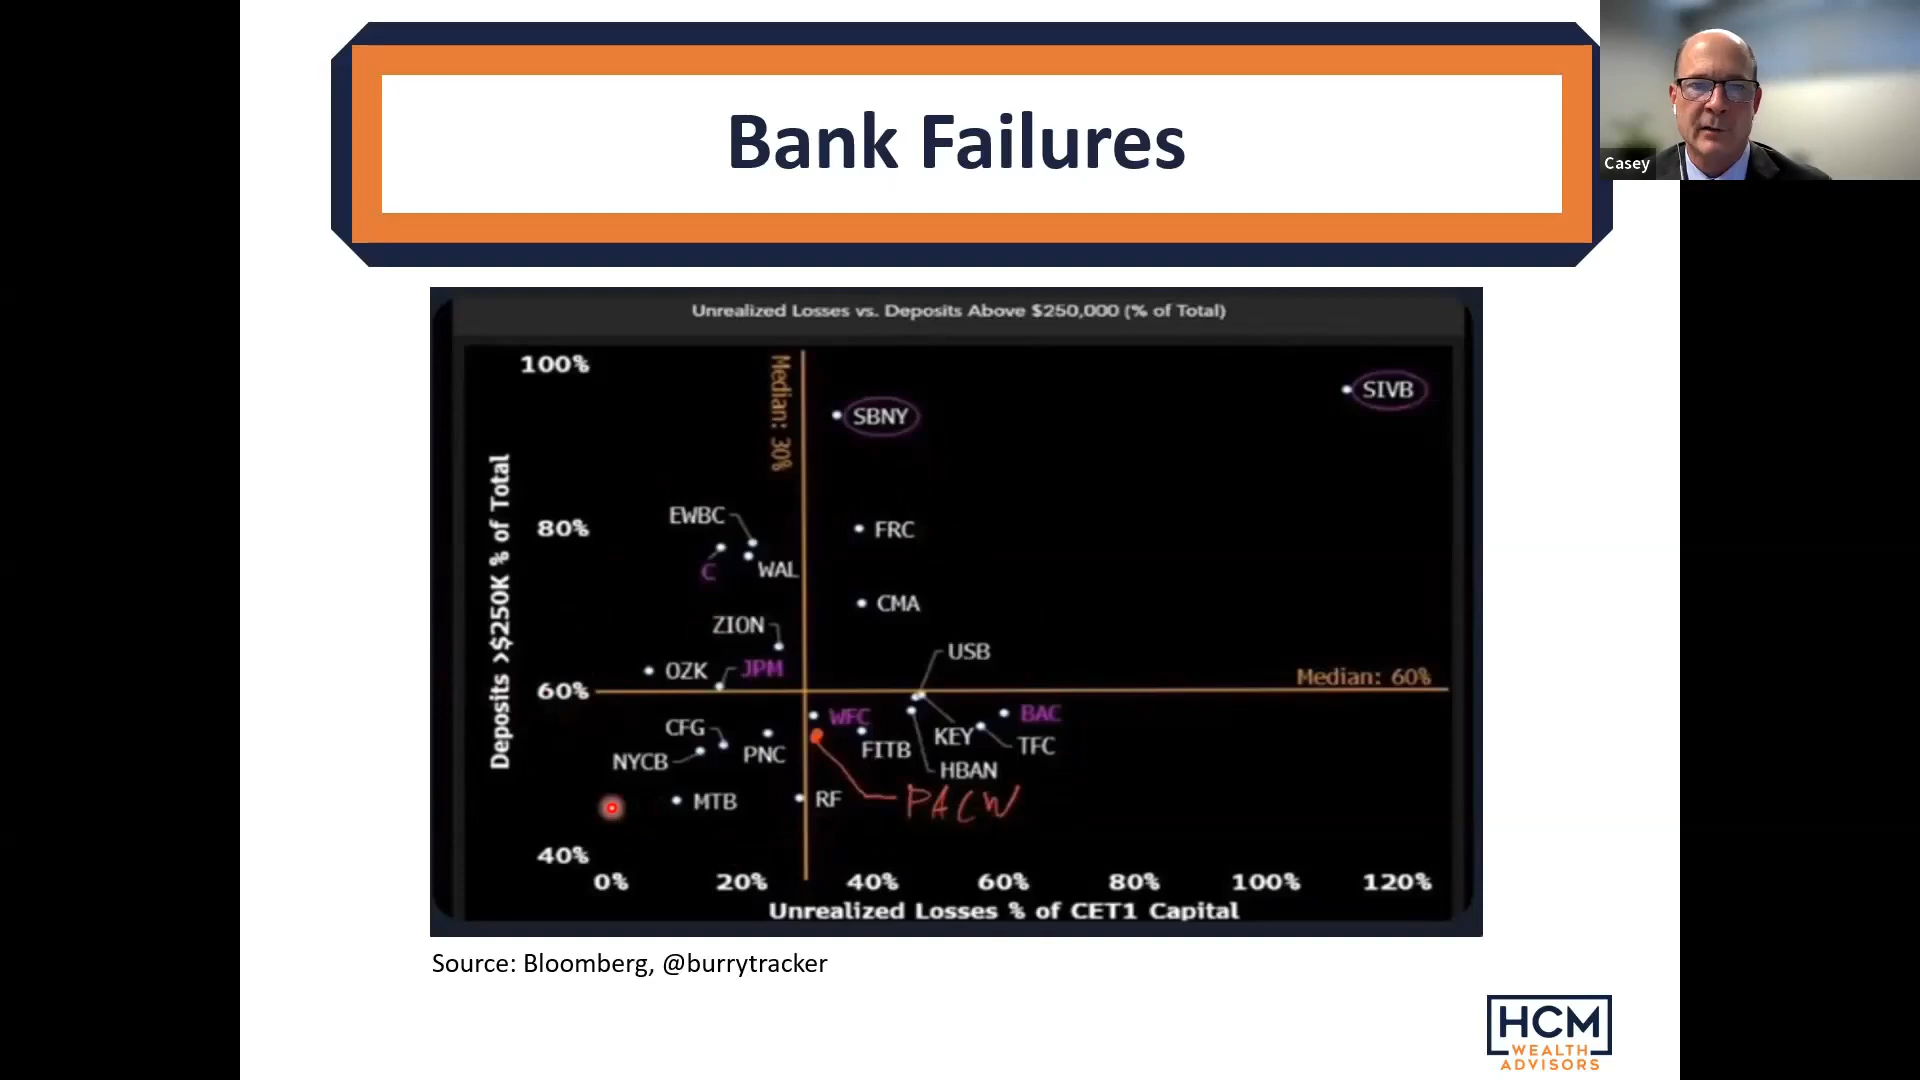 Bank Failures
Casey
Unrealized Losses vs. Deposits Above $250,000 (% of Total)
100%
80%
60%
40%
Deposits >$250K % of Total
Median: 30%
SIVB
SBNY
EWBC
FRC
C
WAL
CMA
ZION
USB
OZK
JPM
Median: 60%
CFG
WFC
BAC
NYCB
PNC
FITB
KEY
TFC
HBAN
MTB
RF
PACW
0% 20% 40% 60% 80% 100% 120%
Unrealized Losses % of CET1 Capital
Source: Bloomberg, @burrytracker
HCM
WEALTH
ADVISORS